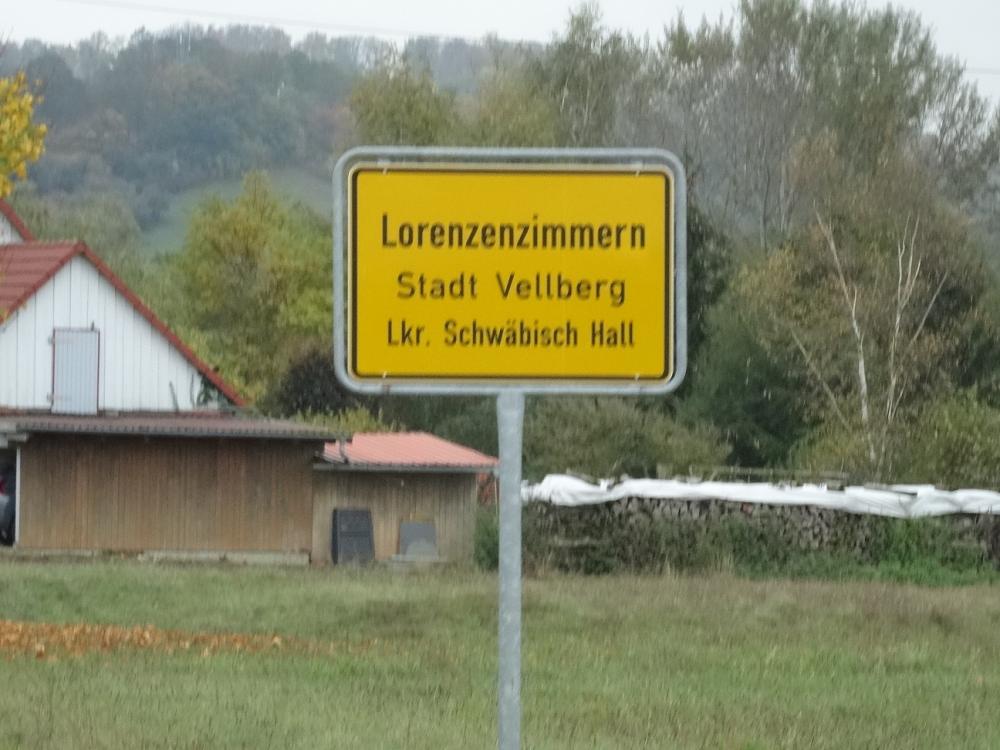 Lorenzenzimmern
Stadt Vellberg
Lkr. Schwäbisch Hall